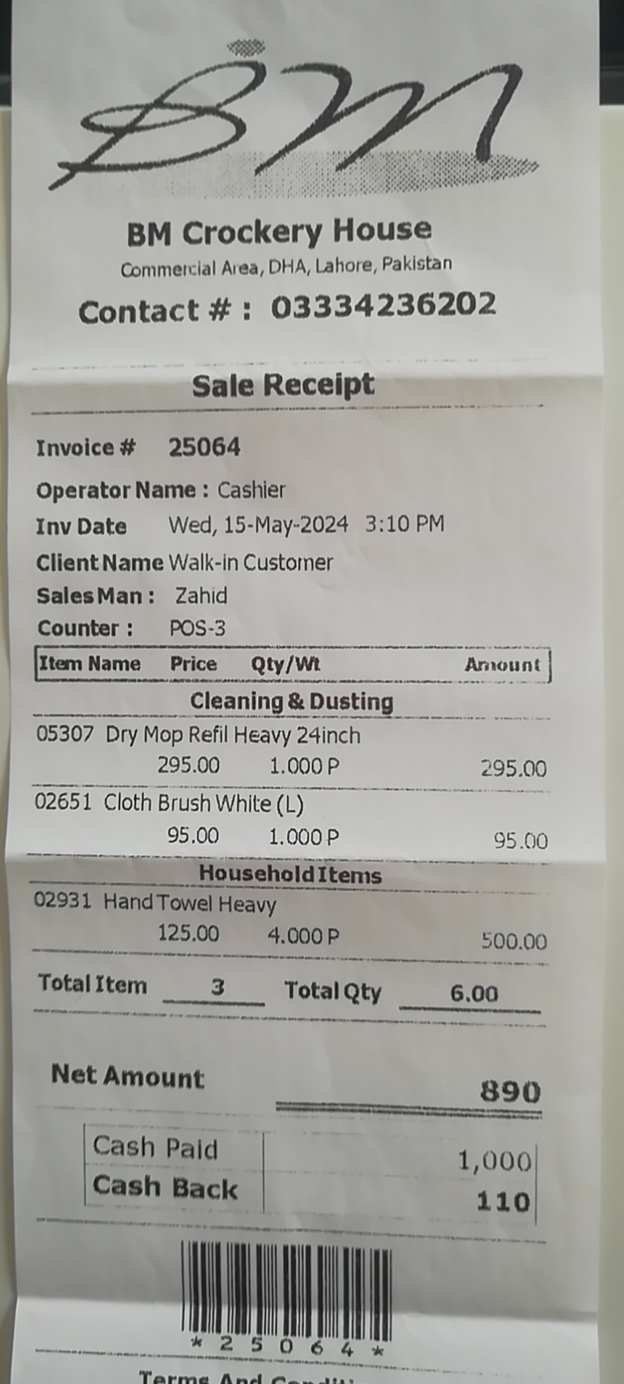 BM
BM Crockery House
Commercial Area, DHA, Lahore, Pakistan
Contact # : 03334236202
Sale Receipt
Invoice # 25064
Operator Name : Cashier
Inv Date Wed, 15-May-2024 3:10 PM
Client Name Walk-in Customer
Sales Man : Zahid
Counter : POS-3
Item Name Price Qty/Wt Amount
Cleaning & Dusting
05307 Dry Mop Refil Heavy 24inch
295.00 1.000 P 295.00
02651 Cloth Brush White (L)
95.00 1.000 P 95.00
Household Items
02931 Hand Towel Heavy
125.00 4.000 P 500.00
Total Item 3 Total Qty 6.00
Net Amount 890
Cash Paid 1,000
Cash Back 110
*25064*
Terms And